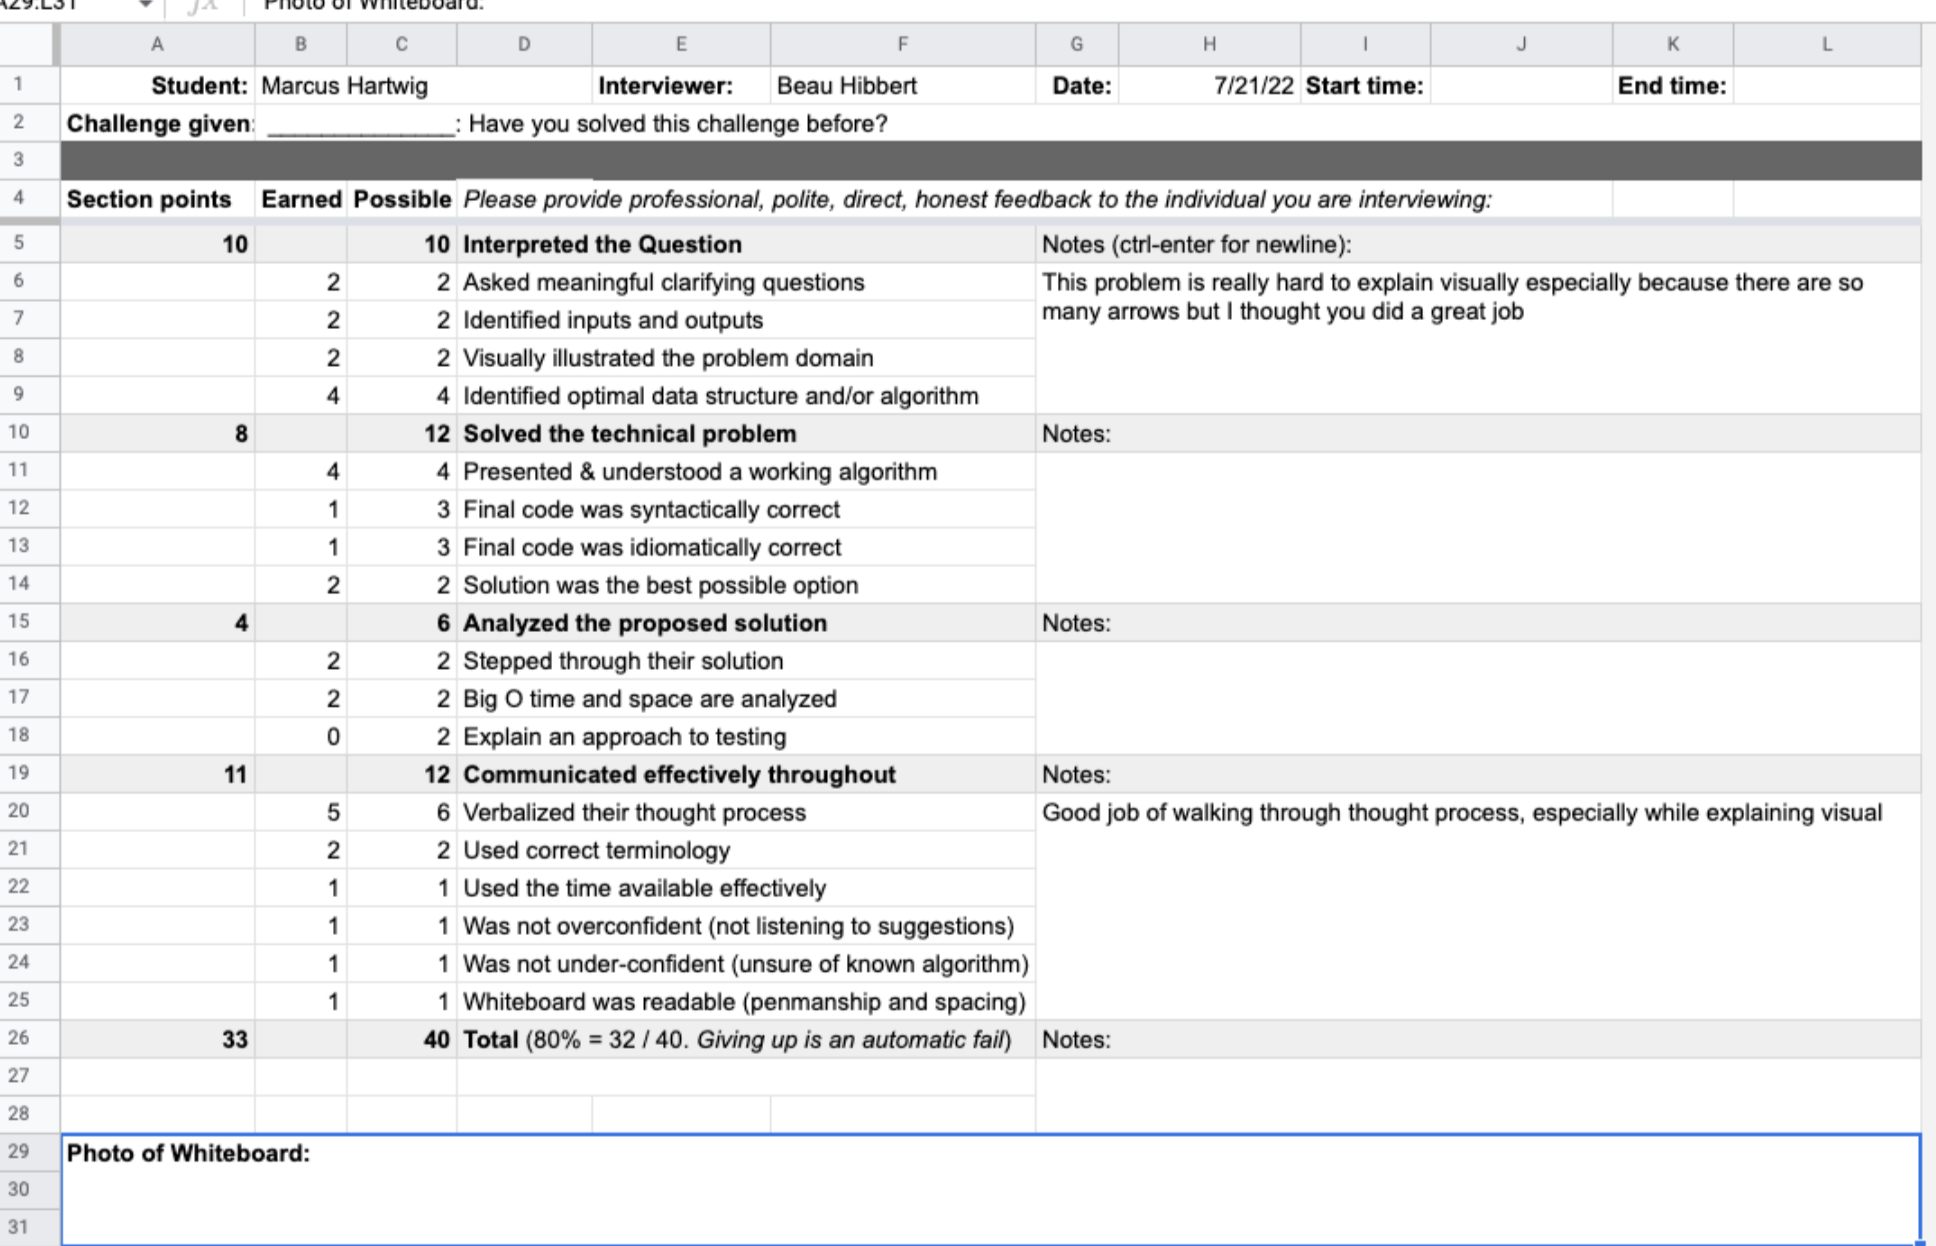 A29:L31 fx Photo of Whiteboard:
A B C D E F G H I J K L
1 Student: Marcus Hartwig Interviewer: Beau Hibbert Date: 7/21/22 Start time: End time:
2 Challenge given: ______________: Have you solved this challenge before?
3
4 Section points Earned Possible Please provide professional, polite, direct, honest feedback to the individual you are interviewing:
5 10 10 Interpreted the Question Notes (ctrl-enter for newline):
6 2 2 Asked meaningful clarifying questions This problem is really hard to explain visually especially because there are so
many arrows but I thought you did a great job
7 2 2 Identified inputs and outputs
8 2 2 Visually illustrated the problem domain
9 4 4 Identified optimal data structure and/or algorithm
10 8 12 Solved the technical problem Notes:
11 4 4 Presented & understood a working algorithm
12 1 3 Final code was syntactically correct
13 1 3 Final code was idiomatically correct
14 2 2 Solution was the best possible option
15 4 6 Analyzed the proposed solution Notes:
16 2 2 Stepped through their solution
17 2 2 Big O time and space are analyzed
18 0 2 Explain an approach to testing
19 11 12 Communicated effectively throughout Notes:
20 5 6 Verbalized their thought process Good job of walking through thought process, especially while explaining visual
21 2 2 Used correct terminology
22 1 1 Used the time available effectively
23 1 1 Was not overconfident (not listening to suggestions)
24 1 1 Was not under-confident (unsure of known algorithm)
25 1 1 Whiteboard was readable (penmanship and spacing)
26 33 40 Total (80% = 32 / 40. Giving up is an automatic fail) Notes:
27
28
29 Photo of Whiteboard:
30
31